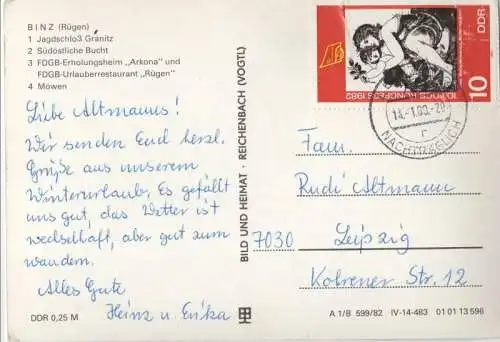 BINZ (Rügen)
1 Jagdschloß Granitz
2 Südöstliche Bucht
3 FDGB-Erholungsheim „Arkona" und
FDGB-Urlauberrestaurant „Rügen"
4 Möwen
Liebe Altmanns!
Wir senden Euch herzl.
Grüße aus unserem
Winterurlaub. Es gefällt
uns gut, das Wetter ist
wechselhaft, aber gut zum
wandern.
Alles Gute
Heinz u. Erika
DDR 0,25 M
BILD UND HEIMAT · REICHENBACH (VOGTL)
DDR
10
1982
NACHTRÄGLICH
Fam.
Rudi Altmann
7030 Leipzig
Kohrener Str. 12
A 1/B 599/82 IV-14-483 01 01 13 596